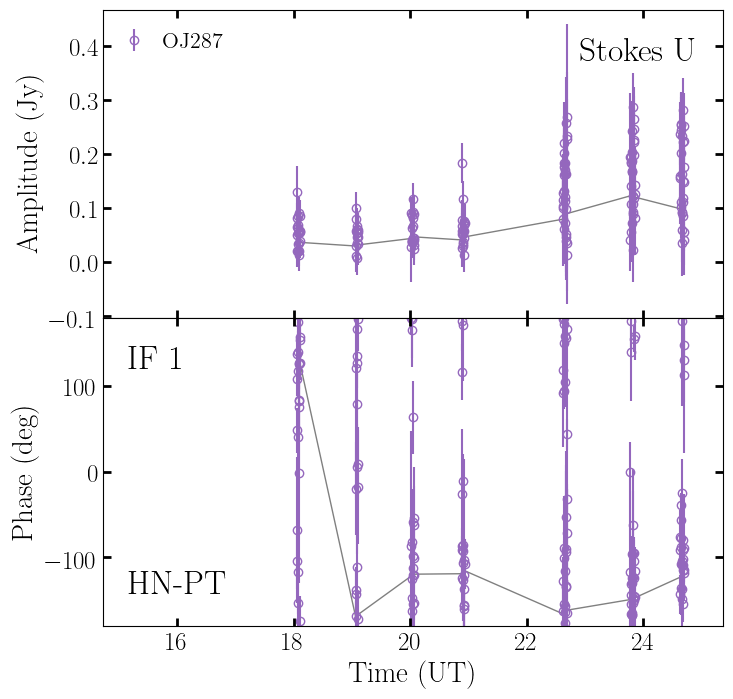 OJ287
Stokes U
Amplitude (Jy)
0.4
0.3
0.2
0.1
0.0
−0.1
IF 1
HN-PT
Phase (deg)
100
0
−100
16 18 20 22 24
Time (UT)